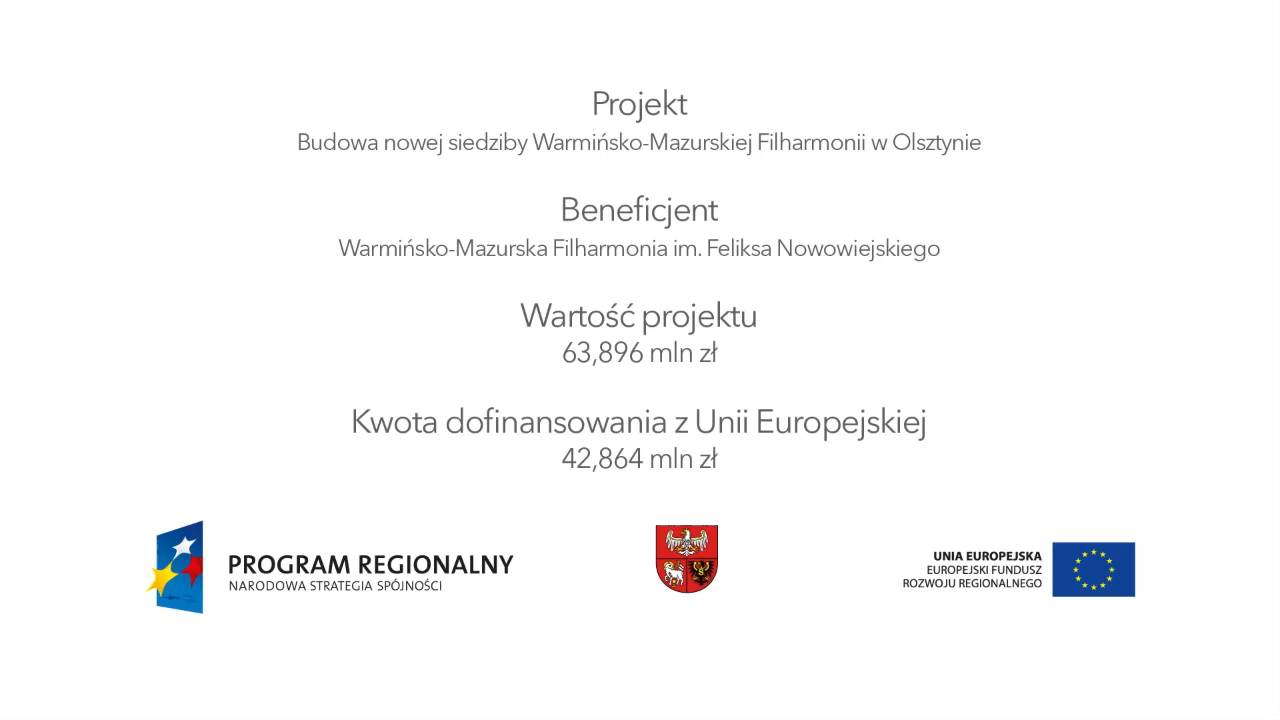 Projekt
Budowa nowej siedziby Warmińsko-Mazurskiej Filharmonii w Olsztynie
Beneficjent
Warmińsko-Mazurska Filharmonia im. Feliksa Nowowiejskiego
Wartość projektu
63,896 mln zł
Kwota dofinansowania z Unii Europejskiej
42,864 mln zł
PROGRAM REGIONALNY
NARODOWA STRATEGIA SPÓJNOŚCI
UNIA EUROPEJSKA
EUROPEJSKI FUNDUSZ
ROZWOJU REGIONALNEGO